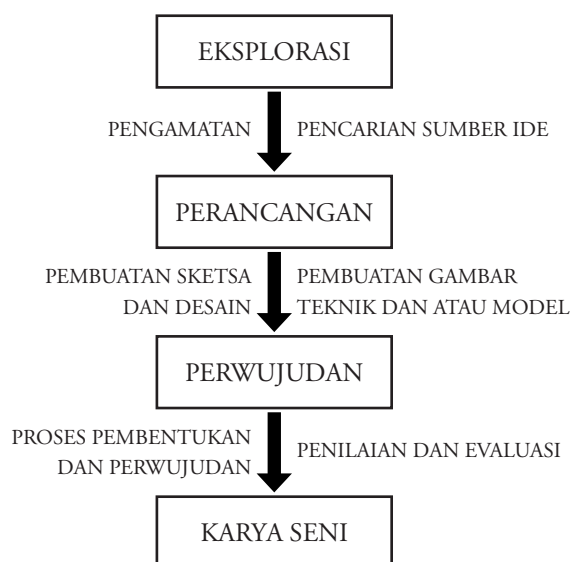 EKSPLORASI
PENGAMATAN
PENCARIAN SUMBER IDE
PERANCANGAN
PEMBUATAN SKETSA
DAN DESAIN
PEMBUATAN GAMBAR
TEKNIK DAN ATAU MODEL
PERWUJUDAN
PROSES PEMBENTUKAN
DAN PERWUJUDAN
PENILAIAN DAN EVALUASI
KARYA SENI